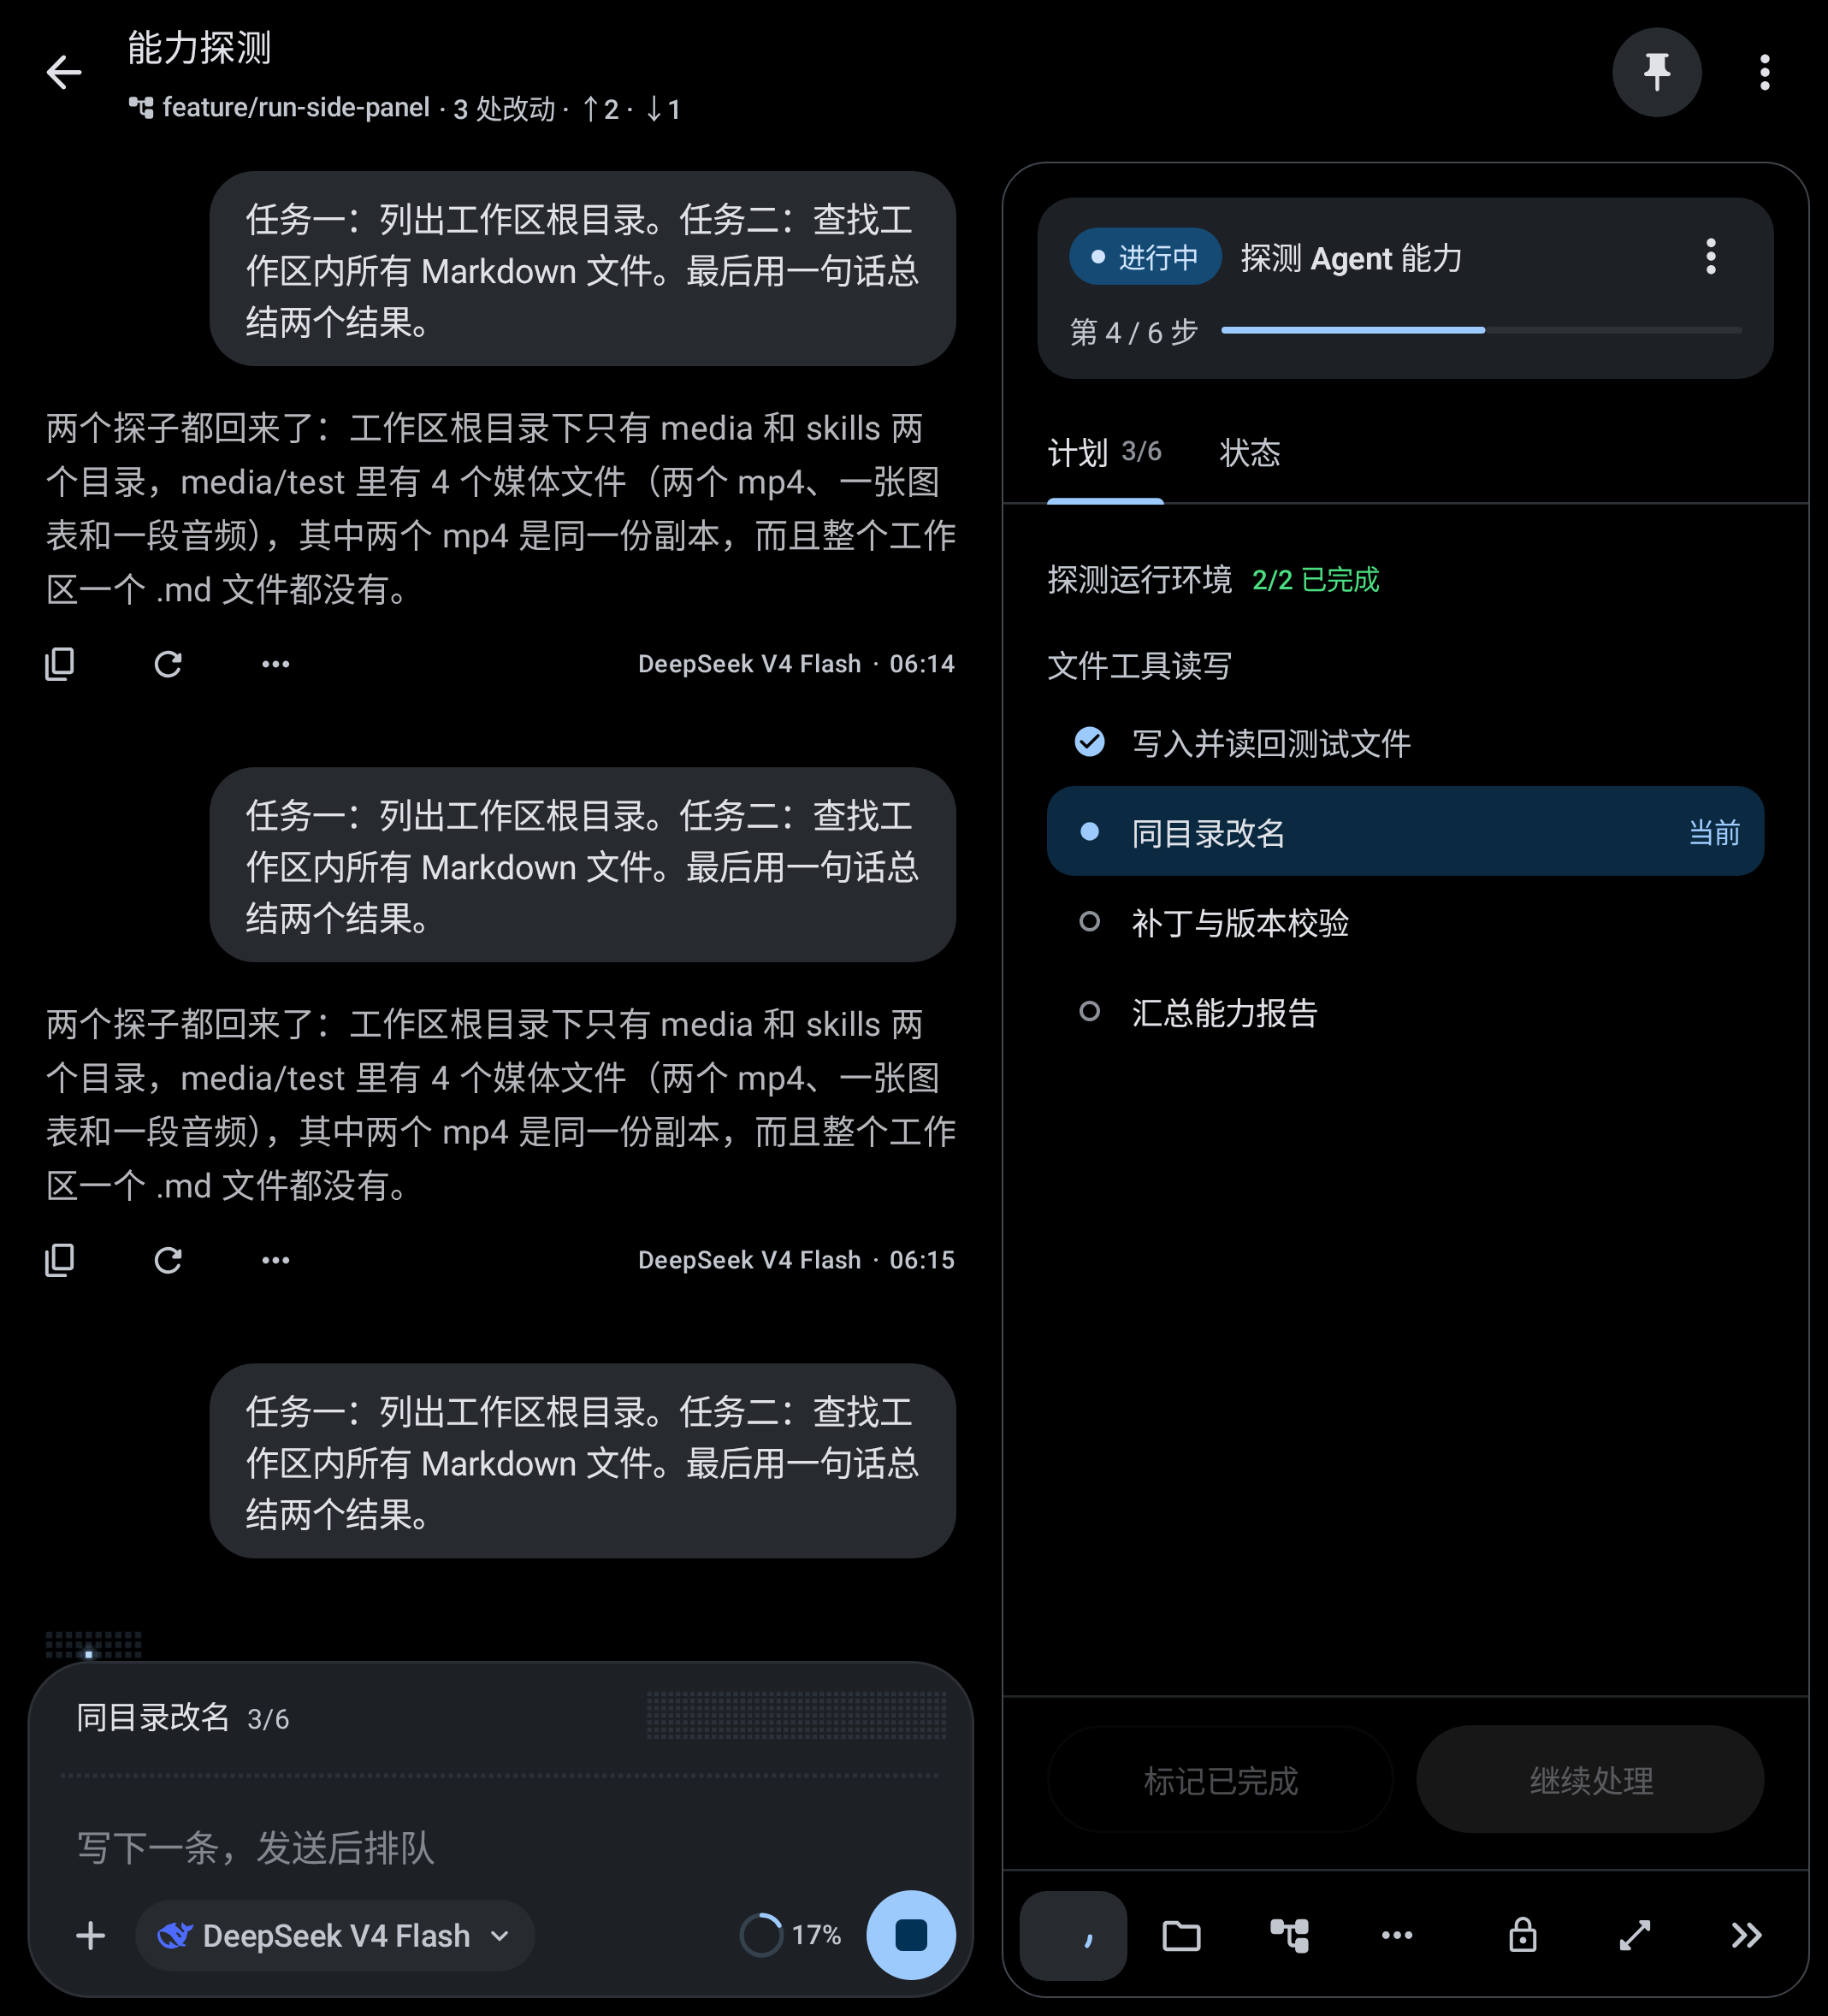 能力探测
feature/run-side-panel · 3 处改动 · ↑2 · ↓1
任务一：列出工作区根目录。任务二：查找工
作区内所有 Markdown 文件。最后用一句话总
结两个结果。
两个探子都回来了：工作区根目录下只有 media 和 skills 两
个目录，media/test 里有 4 个媒体文件（两个 mp4、一张图
表和一段音频），其中两个 mp4 是同一份副本，而且整个工作
区一个 .md 文件都没有。
DeepSeek V4 Flash · 06:14
任务一：列出工作区根目录。任务二：查找工
作区内所有 Markdown 文件。最后用一句话总
结两个结果。
两个探子都回来了：工作区根目录下只有 media 和 skills 两
个目录，media/test 里有 4 个媒体文件（两个 mp4、一张图
表和一段音频），其中两个 mp4 是同一份副本，而且整个工作
区一个 .md 文件都没有。
DeepSeek V4 Flash · 06:15
任务一：列出工作区根目录。任务二：查找工
作区内所有 Markdown 文件。最后用一句话总
结两个结果。
同目录改名 3/6
写下一条，发送后排队
DeepSeek V4 Flash
17%
进行中 探测 Agent 能力
第 4 / 6 步
计划 3/6 状态
探测运行环境 2/2 已完成
文件工具读写
写入并读回测试文件
同目录改名 当前
补丁与版本校验
汇总能力报告
标记已完成 继续处理